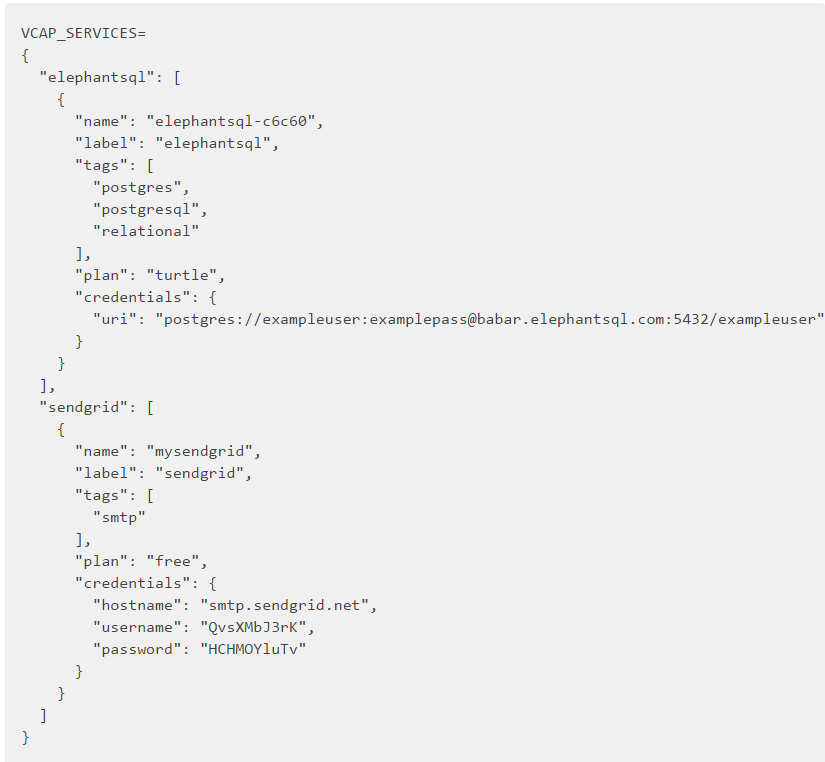 VCAP_SERVICES=
{
  "elephantsql": [
    {
      "name": "elephantsql-c6c60",
      "label": "elephantsql",
      "tags": [
        "postgres",
        "postgresql",
        "relational"
      ],
      "plan": "turtle",
      "credentials": {
        "uri": "postgres://exampleuser:examplepass@babar.elephantsql.com:5432/exampleuser"
      }
    }
  ],
  "sendgrid": [
    {
      "name": "mysendgrid",
      "label": "sendgrid",
      "tags": [
        "smtp"
      ],
      "plan": "free",
      "credentials": {
        "hostname": "smtp.sendgrid.net",
        "username": "QvsXMbJ3rK",
        "password": "HCHMOYluTv"
      }
    }
  ]
}